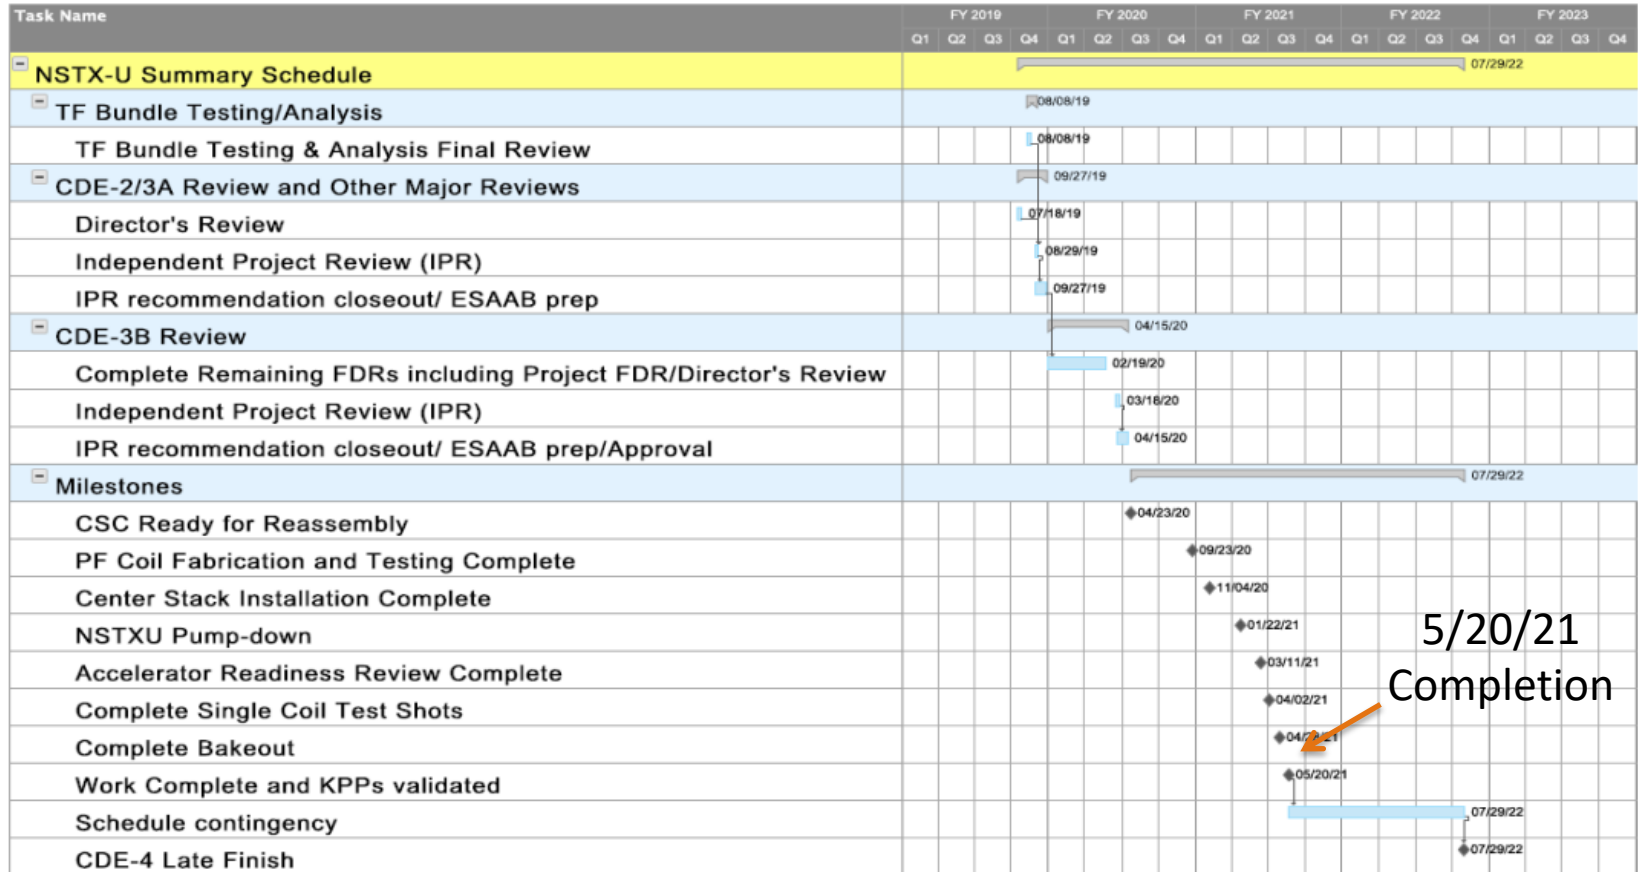 Task Name FY 2019 FY 2020 FY 2021 FY 2022 FY 2023
Q1 Q2 Q3 Q4 Q1 Q2 Q3 Q4 Q1 Q2 Q3 Q4 Q1 Q2 Q3 Q4 Q1 Q2 Q3 Q4
NSTX-U Summary Schedule 07/29/22
TF Bundle Testing/Analysis 08/08/19
TF Bundle Testing & Analysis Final Review 08/08/19
CDE-2/3A Review and Other Major Reviews 09/27/19
Director's Review 07/18/19
Independent Project Review (IPR) 08/29/19
IPR recommendation closeout/ ESAAB prep 09/27/19
CDE-3B Review 04/15/20
Complete Remaining FDRs including Project FDR/Director's Review 02/19/20
Independent Project Review (IPR) 03/18/20
IPR recommendation closeout/ ESAAB prep/Approval 04/15/20
Milestones 07/29/22
CSC Ready for Reassembly 04/23/20
PF Coil Fabrication and Testing Complete 09/23/20
Center Stack Installation Complete 11/04/20
NSTXU Pump-down 01/22/21
5/20/21
Accelerator Readiness Review Complete 03/11/21
Completion
Complete Single Coil Test Shots 04/02/21
Complete Bakeout
Work Complete and KPPs validated 05/20/21
Schedule contingency 07/29/22
CDE-4 Late Finish 07/29/22